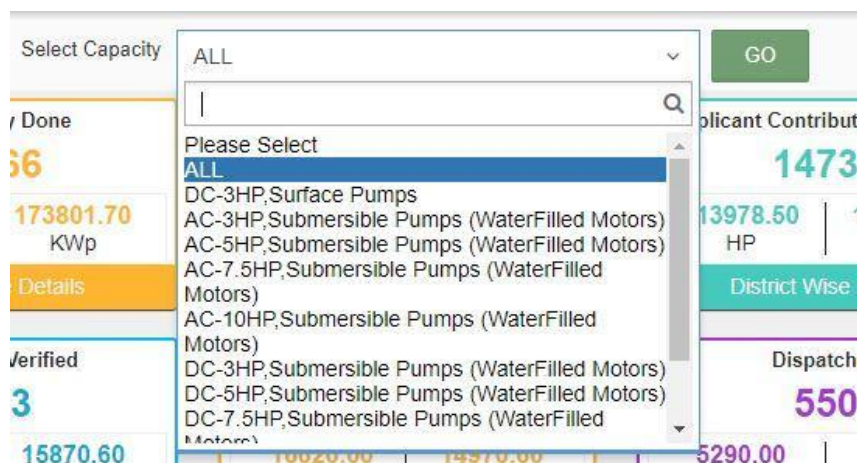 Select Capacity
ALL
GO
Please Select
ALL
DC-3HP,Surface Pumps
AC-3HP,Submersible Pumps (WaterFilled Motors)
AC-5HP,Submersible Pumps (WaterFilled Motors)
AC-7.5HP,Submersible Pumps (WaterFilled
Motors)
AC-10HP,Submersible Pumps (WaterFilled
Motors)
DC-3HP,Submersible Pumps (WaterFilled Motors)
DC-5HP,Submersible Pumps (WaterFilled Motors)
DC-7.5HP,Submersible Pumps (WaterFilled
Motors)
Done
66
173801.70
KWp
Details
plicant Contribut
1473
13978.50
HP
District Wise
Verified
3
15870.60
14970.60
Dispatch
550
5290.00